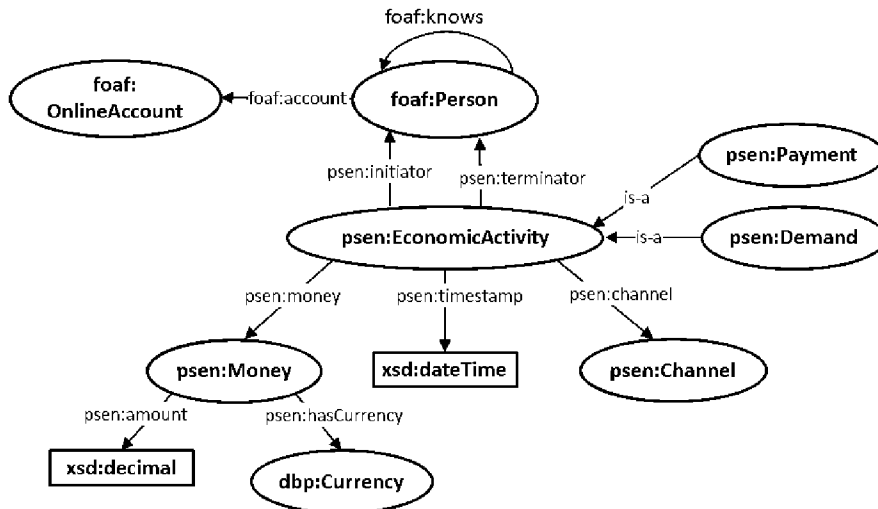 foaf:knows
foaf:
OnlineAccount
foaf:account
foaf:Person
psen:initiator
psen:terminator
psen:Payment
is-a
psen:EconomicActivity
is-a
psen:Demand
psen:money
psen:timestamp
psen:channel
psen:Money
xsd:dateTime
psen:Channel
psen:amount
psen:hasCurrency
xsd:decimal
dbp:Currency